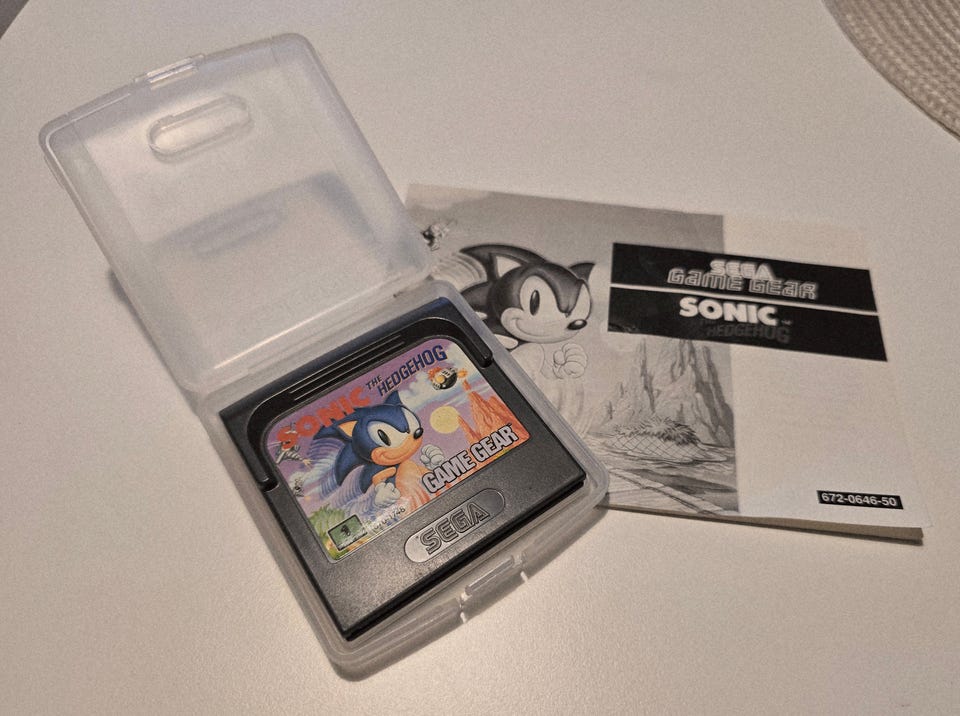 SONIC THE HEDGEHOG
GAME GEAR
SEGA
SEGA
GAME GEAR
SONIC
HEDGEHOG
672-0646-50